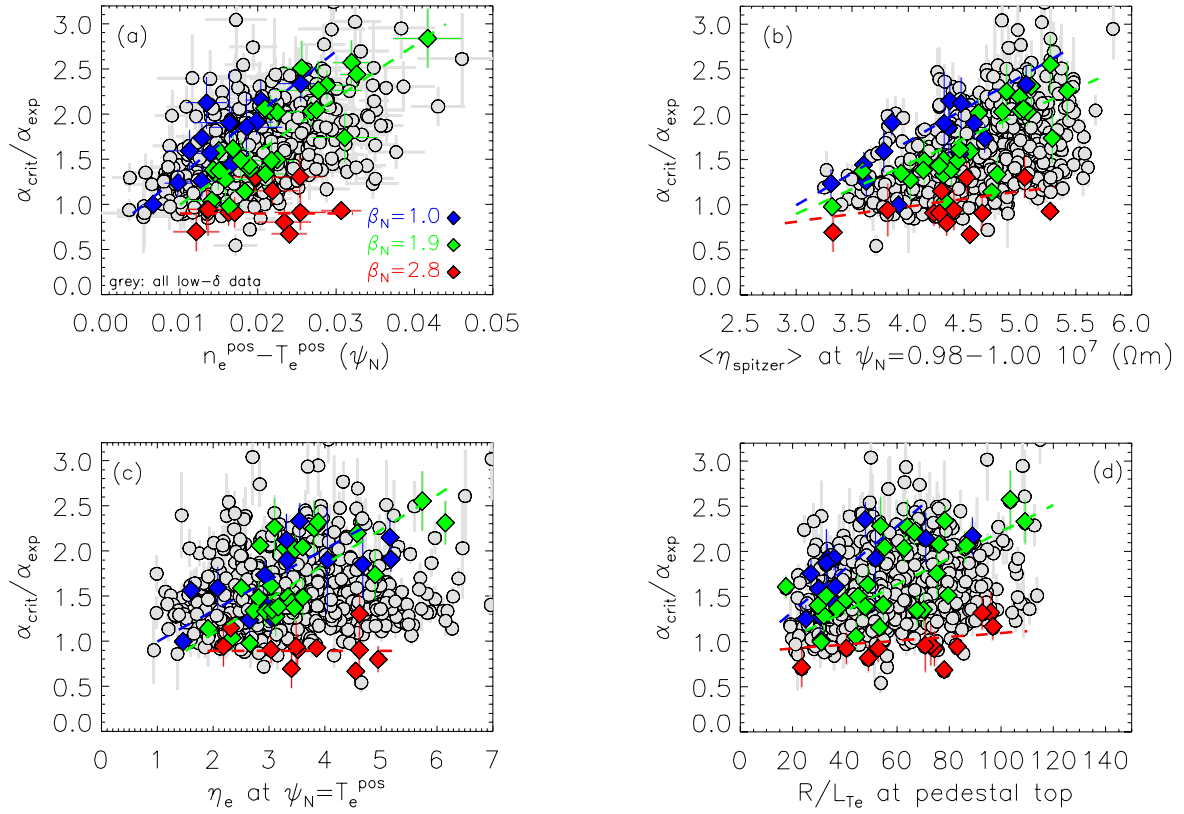 (a)
α_crit/α_exp
3.0
2.5
2.0
1.5
1.0
0.5
0.0
β_N=1.0
β_N=1.9
β_N=2.8
grey: all low-δ data
0.00 0.01 0.02 0.03 0.04 0.05
n_e^pos−T_e^pos (ψ_N)
(b)
α_crit/α_exp
3.0
2.5
2.0
1.5
1.0
0.5
0.0
2.5 3.0 3.5 4.0 4.5 5.0 5.5 6.0
<η_spitzer> at ψ_N=0.98−1.00 10^7 (Ωm)
(c)
α_crit/α_exp
3.0
2.5
2.0
1.5
1.0
0.5
0.0
0 1 2 3 4 5 6 7
η_e at ψ_N=T_e^pos
(d)
α_crit/α_exp
3.0
2.5
2.0
1.5
1.0
0.5
0.0
0 20 40 60 80 100 120 140
R/L_Te at pedestal top